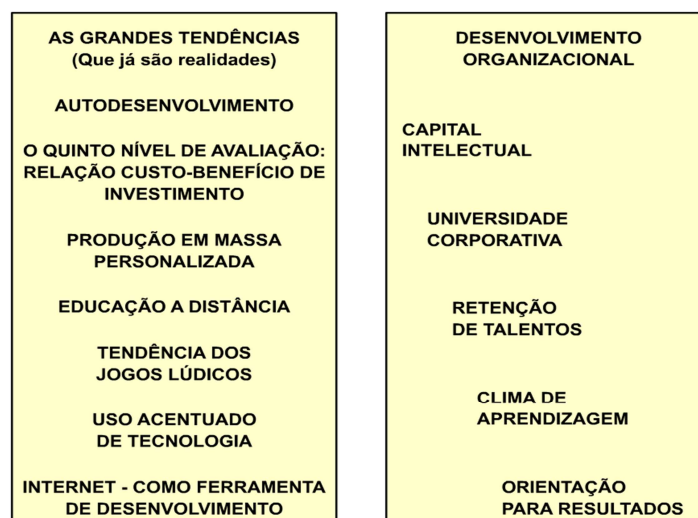 AS GRANDES TENDÊNCIAS
(Que já são realidades)
AUTODESENVOLVIMENTO
O QUINTO NÍVEL DE AVALIAÇÃO:
RELAÇÃO CUSTO-BENEFÍCIO DE
INVESTIMENTO
PRODUÇÃO EM MASSA
PERSONALIZADA
EDUCAÇÃO A DISTÂNCIA
TENDÊNCIA DOS
JOGOS LÚDICOS
USO ACENTUADO
DE TECNOLOGIA
INTERNET - COMO FERRAMENTA
DE DESENVOLVIMENTO
DESENVOLVIMENTO
ORGANIZACIONAL
CAPITAL
INTELECTUAL
UNIVERSIDADE
CORPORATIVA
RETENÇÃO
DE TALENTOS
CLIMA DE
APRENDIZAGEM
ORIENTAÇÃO
PARA RESULTADOS